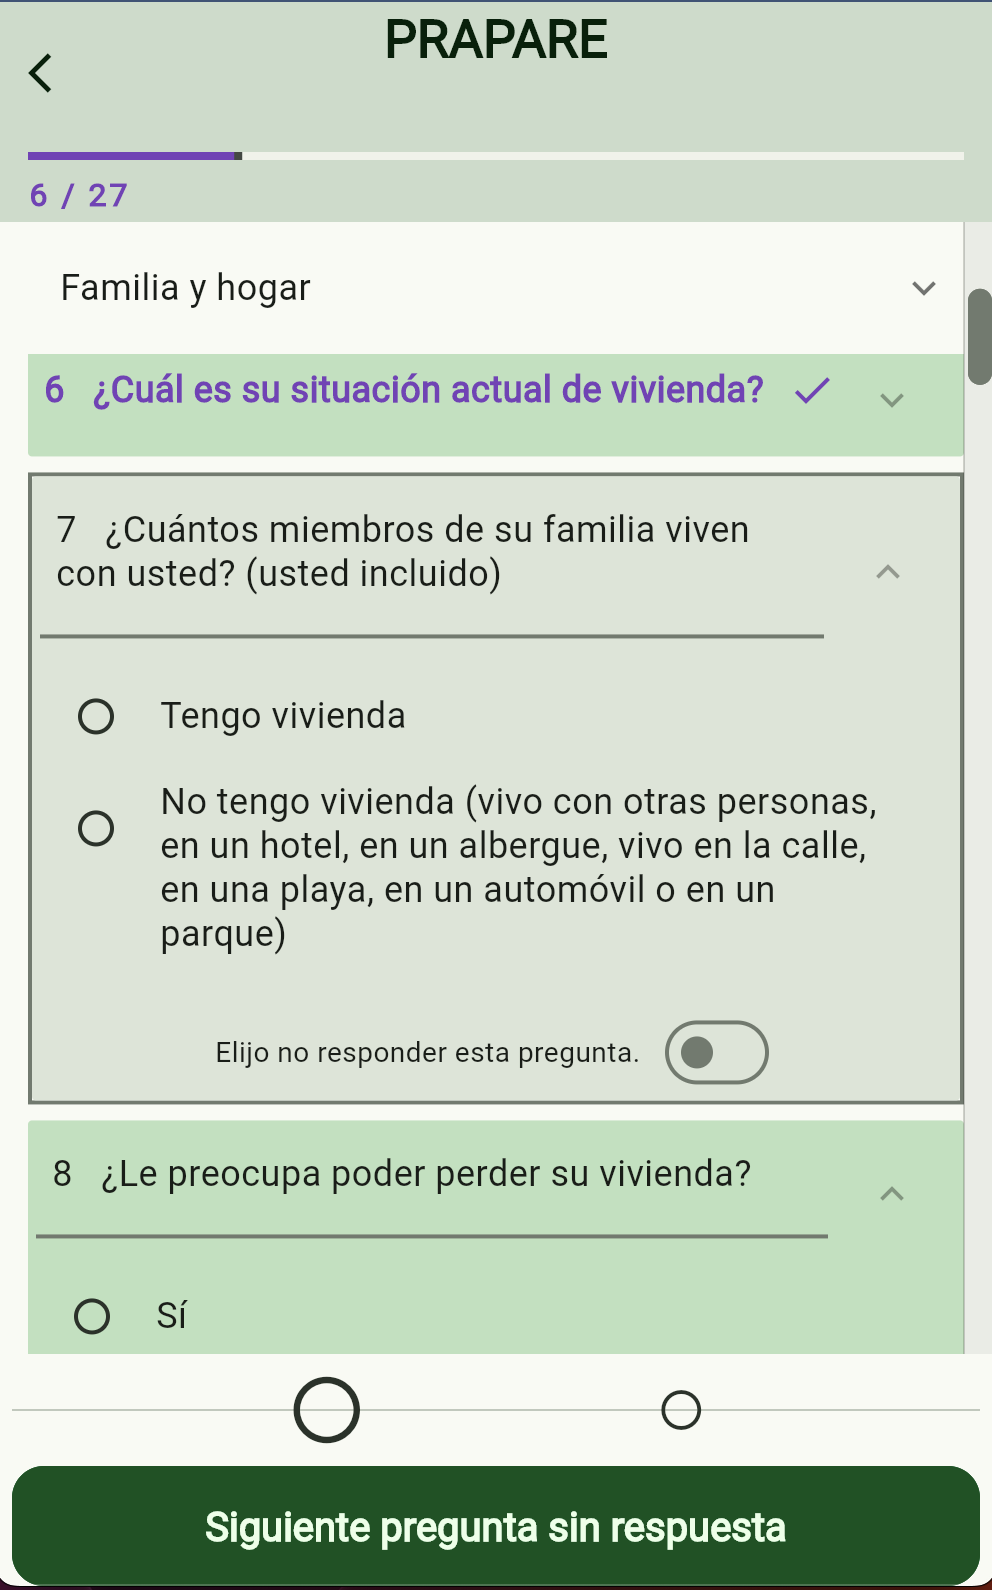 PRAPARE
6 / 27
Familia y hogar
6 ¿Cuál es su situación actual de vivienda?
7 ¿Cuántos miembros de su familia viven
con usted? (usted incluido)
Tengo vivienda
No tengo vivienda (vivo con otras personas,
en un hotel, en un albergue, vivo en la calle,
en una playa, en un automóvil o en un
parque)
Elijo no responder esta pregunta.
8 ¿Le preocupa poder perder su vivienda?
Sí
Siguiente pregunta sin respuesta